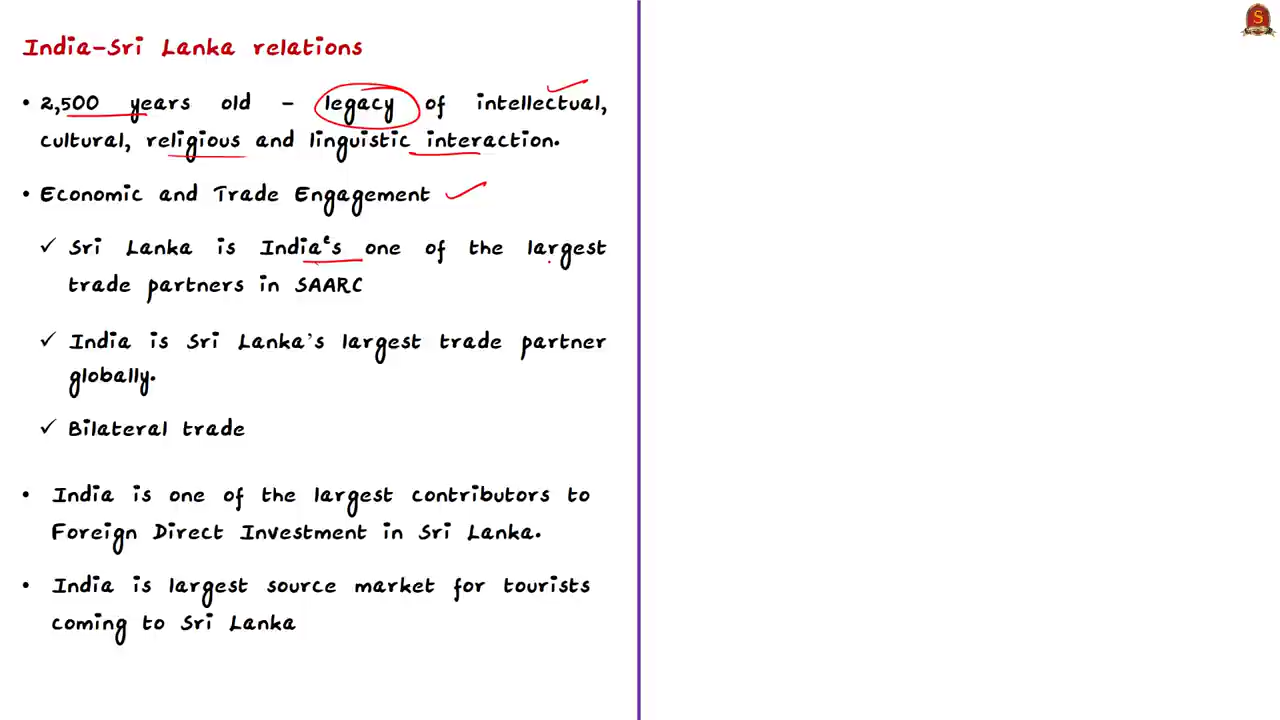 India-Sri Lanka relations
• 2,500 years old - legacy of intellectual,
cultural, religious and linguistic interaction.
• Economic and Trade Engagement
✓ Sri Lanka is India's one of the largest
trade partners in SAARC
✓ India is Sri Lanka's largest trade partner
globally.
✓ Bilateral trade
• India is one of the largest contributors to
Foreign Direct Investment in Sri Lanka.
• India is largest source market for tourists
coming to Sri Lanka
S